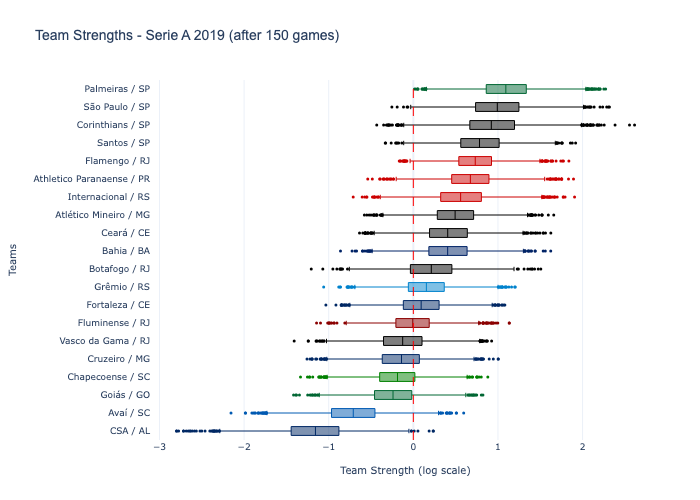 Team Strengths - Serie A 2019 (after 150 games)
Palmeiras / SP
São Paulo / SP
Corinthians / SP
Santos / SP
Flamengo / RJ
Athletico Paranaense / PR
Internacional / RS
Atlético Mineiro / MG
Ceará / CE
Bahia / BA
Botafogo / RJ
Grêmio / RS
Fortaleza / CE
Fluminense / RJ
Vasco da Gama / RJ
Cruzeiro / MG
Chapecoense / SC
Goiás / GO
Avaí / SC
CSA / AL
Teams
−3 −2 −1 0 1 2
Team Strength (log scale)